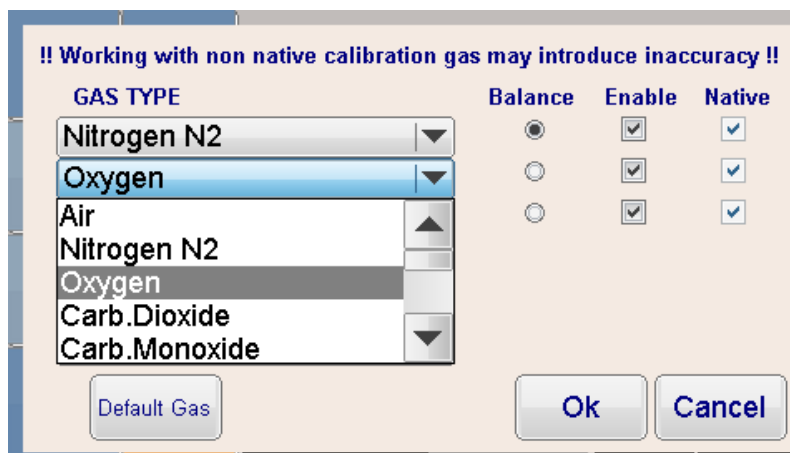 !! Working with non native calibration gas may introduce inaccuracy !!
GAS TYPE Balance Enable Native
Nitrogen N2
Oxygen
Air
Nitrogen N2
Oxygen
Carb.Dioxide
Carb.Monoxide
Default Gas Ok Cancel